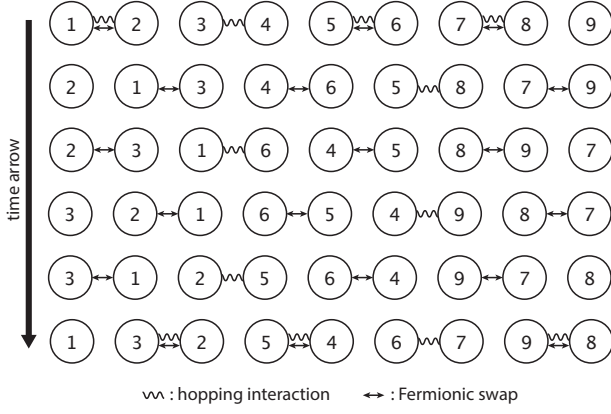 1 2 3 4 5 6 7 8 9
2 1 3 4 6 5 8 7 9
2 3 1 6 4 5 8 9 7
3 2 1 6 5 4 9 8 7
3 1 2 5 6 4 9 7 8
1 3 2 5 4 6 7 9 8
time arrow
: hopping interaction : Fermionic swap